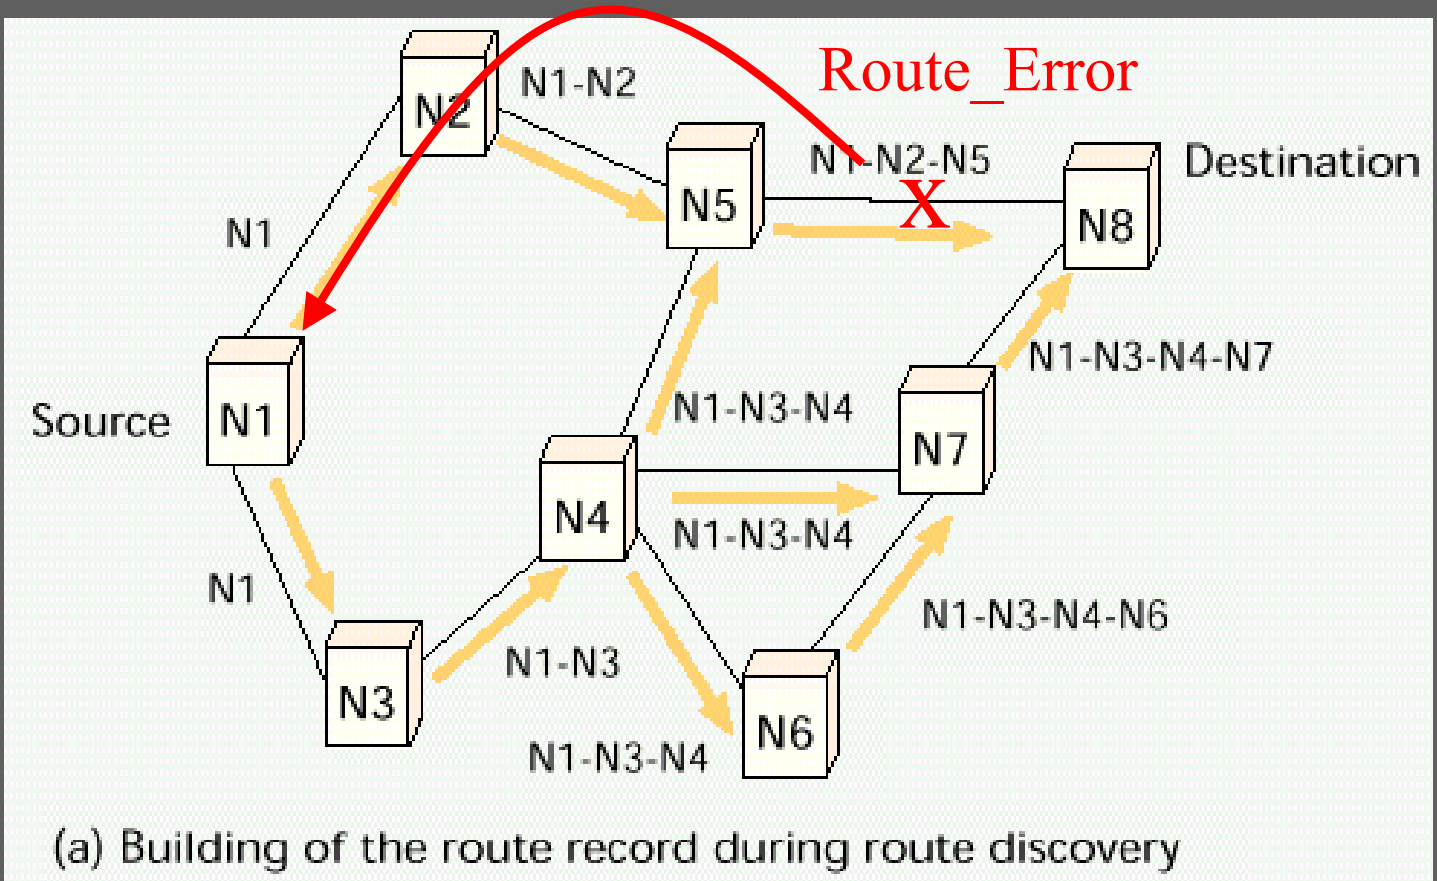 N2
N1-N2
Route_Error
N1-N2-N5
Destination
X
N5
N8
N1
N1-N3-N4-N7
Source
N1
N1-N3-N4
N7
N4
N1-N3-N4
N1
N1-N3-N4-N6
N1-N3
N3
N6
N1-N3-N4
(a) Building of the route record during route discovery